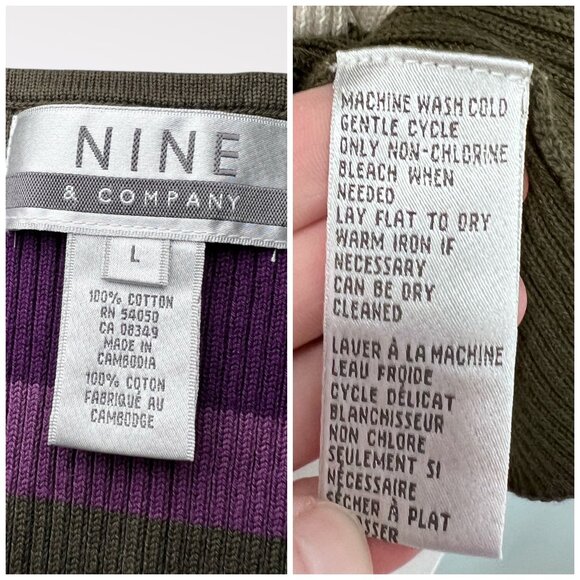 NINE
& COMPANY
L
100% COTTON
RN 54050
CA 08349
MADE IN
CAMBODIA
100% COTON
FABRIQUÉ AU
CAMBODGE
MACHINE WASH COLD
GENTLE CYCLE
ONLY NON-CHLORINE
BLEACH WHEN
NEEDED
LAY FLAT TO DRY
WARM IRON IF
NECESSARY
CAN BE DRY
CLEANED
LAVER À LA MACHINE
LEAU FROIDE
CYCLE DÉLICAT
BLANCHISSEUR
NON CHLORE
SEULEMENT SI
NÉCESSAIRE
SÉCHER À PLAT